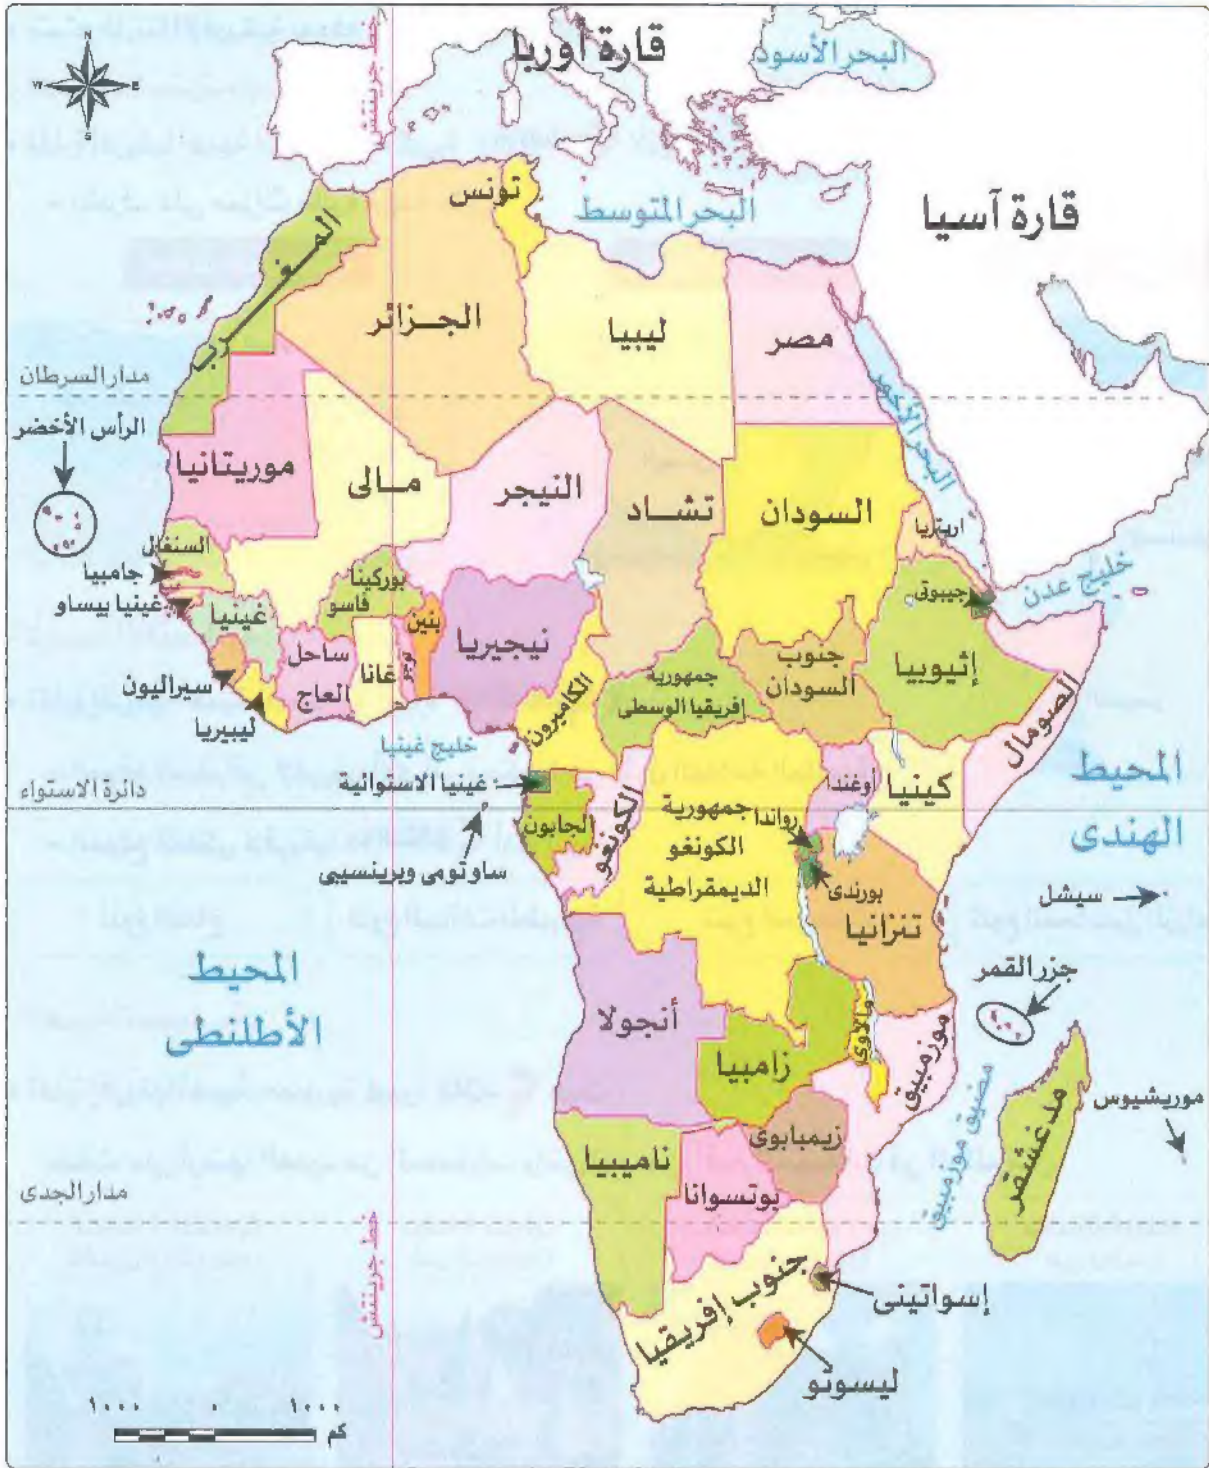 N
W E
S
خط جرينتش
قارة أوربا
البحر الأسود
قارة آسيا
البحر المتوسط
تونس
المغرب
الجزائر
ليبيا
مصر
مدار السرطان
البحر الأحمر
الرأس الأخضر
موريتانيا
مالى
النيجر
تشاد
السودان
اريتريا
السنغال
جامبيا
غينيا بيساو
غينيا
بوركينا
فاسو
بنين
نيجيريا
جيبوتى
خليج عدن
إثيوبيا
الصومال
جنوب
السودان
جمهورية
إفريقيا الوسطى
الكاميرون
سيراليون
ليبيريا
ساحل
العاج
غانا
توجو
خليج غينيا
غينيا الاستوائية
دائرة الاستواء
ساوتومى وبرينسيبى
الجابون
الكونغو
جمهورية
الكونغو
الديمقراطية
أوغندا
كينيا
رواندا
بورندى
تنزانيا
المحيط
الهندى
سيشل
المحيط
الأطلنطى
جزر القمر
أنجولا
زامبيا
مالاوى
موزمبيق
مضيق موزمبيق
مدغشقر
موريشيوس
زيمبابوى
ناميبيا
بوتسوانا
مدار الجدى
خط جرينتش
جنوب إفريقيا
إسواتينى
ليسوتو
١٠٠٠ ٠ ١٠٠٠
كم